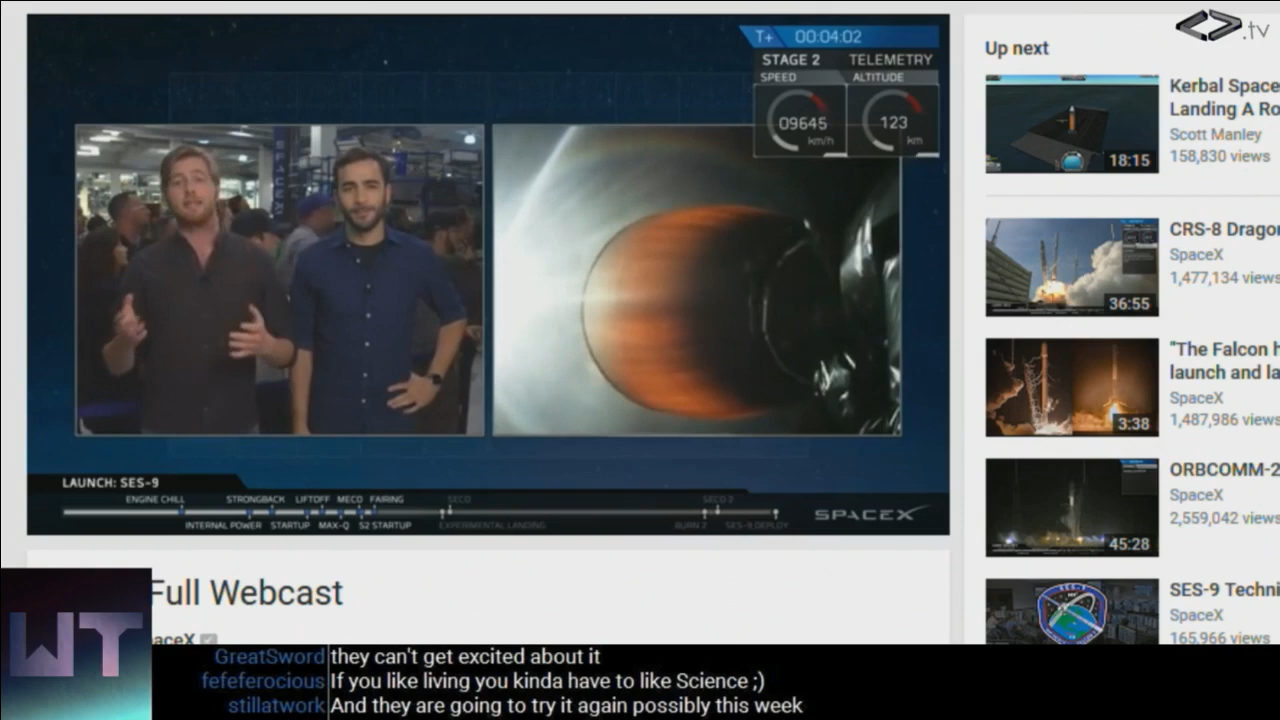 T+ 00:04:02
STAGE 2 TELEMETRY
SPEED ALTITUDE
09645 123
km/h km
LAUNCH: SES-9
ENGINE CHILL STRONGBACK LIFTOFF MECO FAIRING SECO SECO 2
INTERNAL POWER STARTUP MAX-Q S2 STARTUP EXPERIMENTAL LANDING BURN 2 SES-9 DEPLOY
SPACEX
Full Webcast
aceX
.tv
Up next
Kerbal Space
Landing A Ro
Scott Manley
158,830 views
18:15
CRS-8 Dragon
SpaceX
1,477,134 views
36:55
"The Falcon h
launch and la
SpaceX
1,487,986 views
3:38
ORBCOMM-2
SpaceX
2,559,042 views
45:28
SES-9 Techni
SpaceX
165,966 views
WT
GreatSword they can't get excited about it
fefeferocious If you like living you kinda have to like Science ;)
stillatwork And they are going to try it again possibly this week